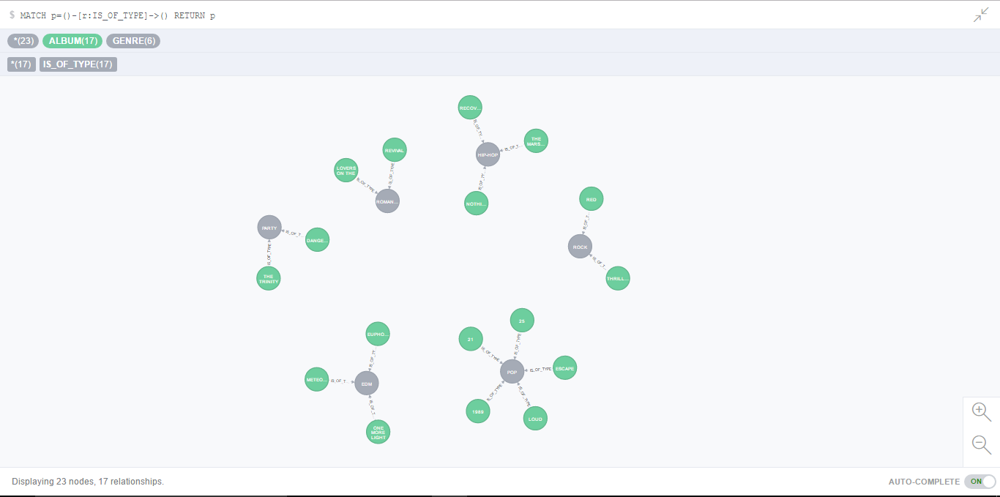 $ MATCH p=()-[r:IS_OF_TYPE]->() RETURN p
*(23) ALBUM(17) GENRE(6)
*(17) IS_OF_TYPE(17)
RECOV...
IS_OF_TY...
THE
MARS...
IS_OF_T...
HIP-HOP
IS_OF_TY...
NOTHI...
REVIVAL
IS_OF_TYPE
LOVERS
ON THE
IS_OF_TYPE
ROMAN...
RED
IS_OF_T...
ROCK
IS_OF_T...
THRILL...
PARTY
IS_OF_T...
DANGE...
IS_OF_TYPE
THE
TRINITY
25
IS_OF_TYPE
21
IS_OF_TYPE
POP
IS_OF_TYPE
ESCAPE
IS_OF_TYPE
1989
IS_OF_TYPE
LOUD
EUPHO...
IS_OF_TY...
METEO...
IS_OF_T...
EDM
IS_OF_T...
ONE
MORE
LIGHT
Displaying 23 nodes, 17 relationships.
AUTO-COMPLETE ON